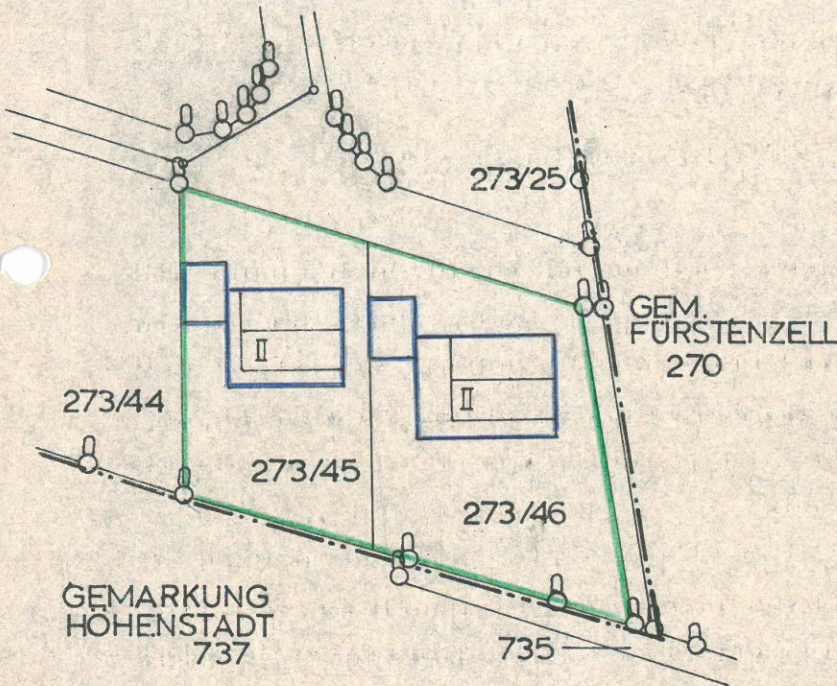 273/25
GEM.
FÜRSTENZELL
270
II
II
273/44
273/45
273/46
GEMARKUNG
HÖHENSTADT
737
735